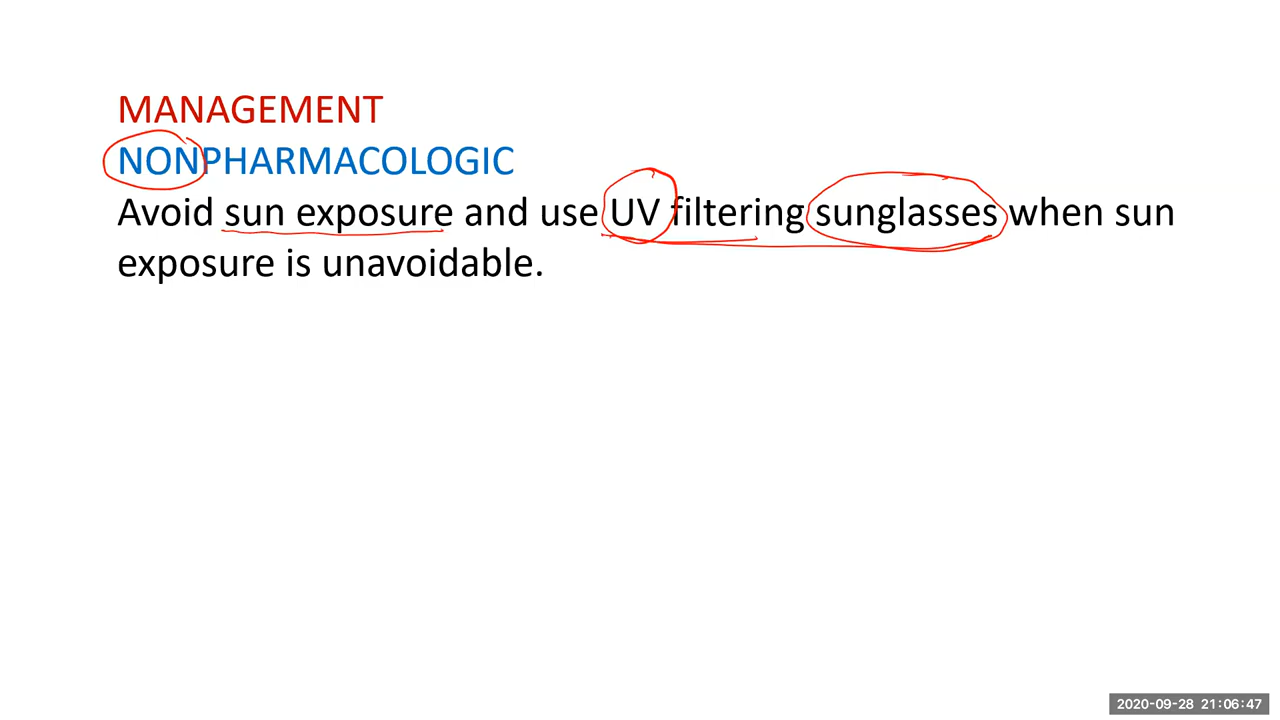 MANAGEMENT
NONPHARMACOLOGIC
Avoid sun exposure and use UV filtering sunglasses when sun
exposure is unavoidable.
2020-09-28 21:06:47